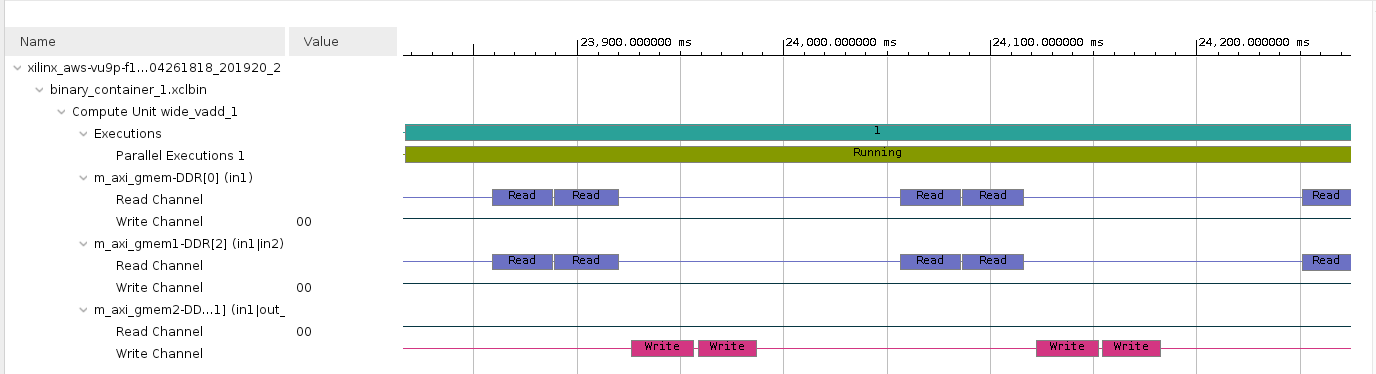 Name Value 23,900.000000 ms 24,000.000000 ms 24,100.000000 ms 24,200.000000 ms
xilinx_aws-vu9p-f1...04261818_201920_2
binary_container_1.xclbin
Compute Unit wide_vadd_1
Executions 1
Parallel Executions 1 Running
m_axi_gmem-DDR[0] (in1)
Read Channel Read Read Read Read Read
Write Channel 00
m_axi_gmem1-DDR[2] (in1|in2)
Read Channel Read Read Read Read Read
Write Channel 00
m_axi_gmem2-DD...1] (in1|out_
Read Channel 00
Write Channel Write Write Write Write